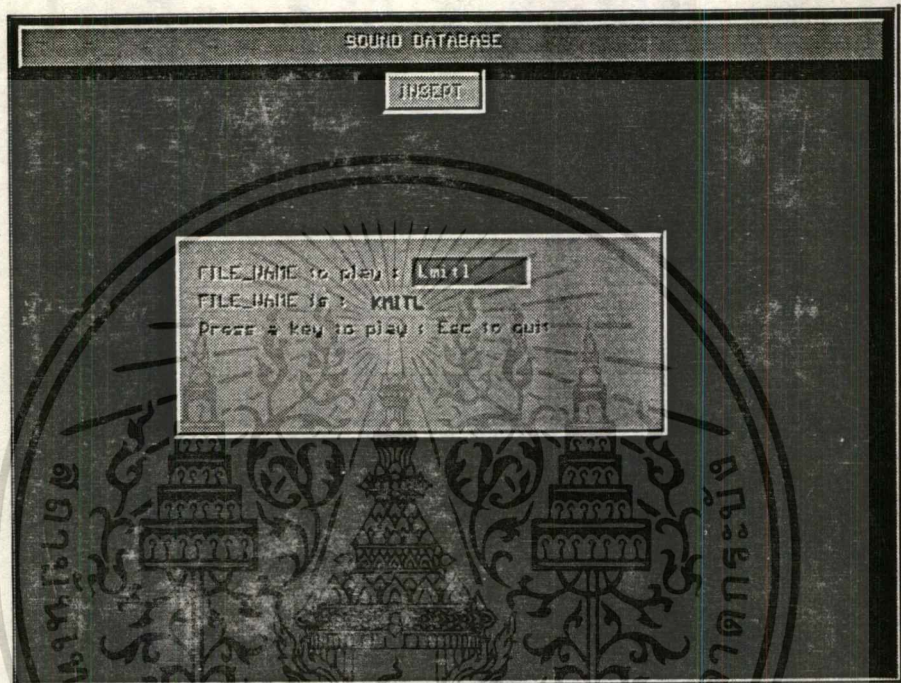 SOUND DATABASE
INSERT
FILE_NAME to play : kmitl
FILE_NAME is : KMITL
Press a key to play : Esc to quit